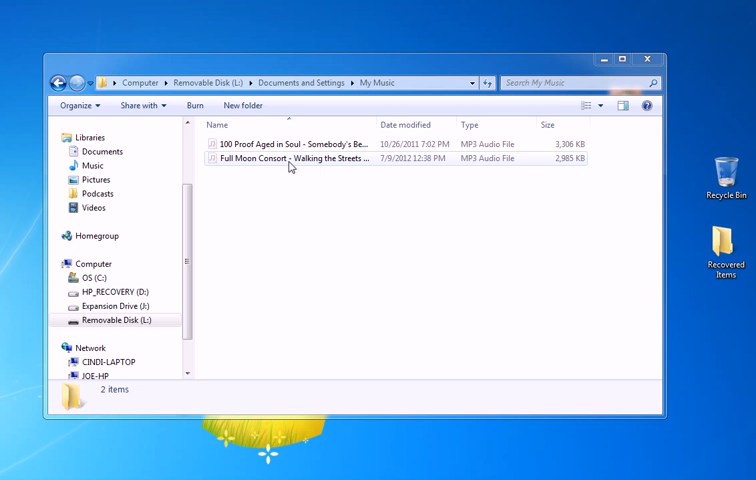 Computer Removable Disk (L:) Documents and Settings My Music Search My Music
Organize Share with Burn New folder
Name Date modified Type Size
Libraries
Documents
Music
Pictures
Podcasts
Videos
Homegroup
Computer
OS (C:)
HP_RECOVERY (D:)
Expansion Drive (J:)
Removable Disk (L:)
Network
CINDI-LAPTOP
JOE-HP
100 Proof Aged in Soul - Somebody's Be... 10/26/2011 7:02 PM MP3 Audio File 3,306 KB
Full Moon Consort - Walking the Streets ... 7/9/2012 12:38 PM MP3 Audio File 2,985 KB
2 items
Recycle Bin
Recovered
Items